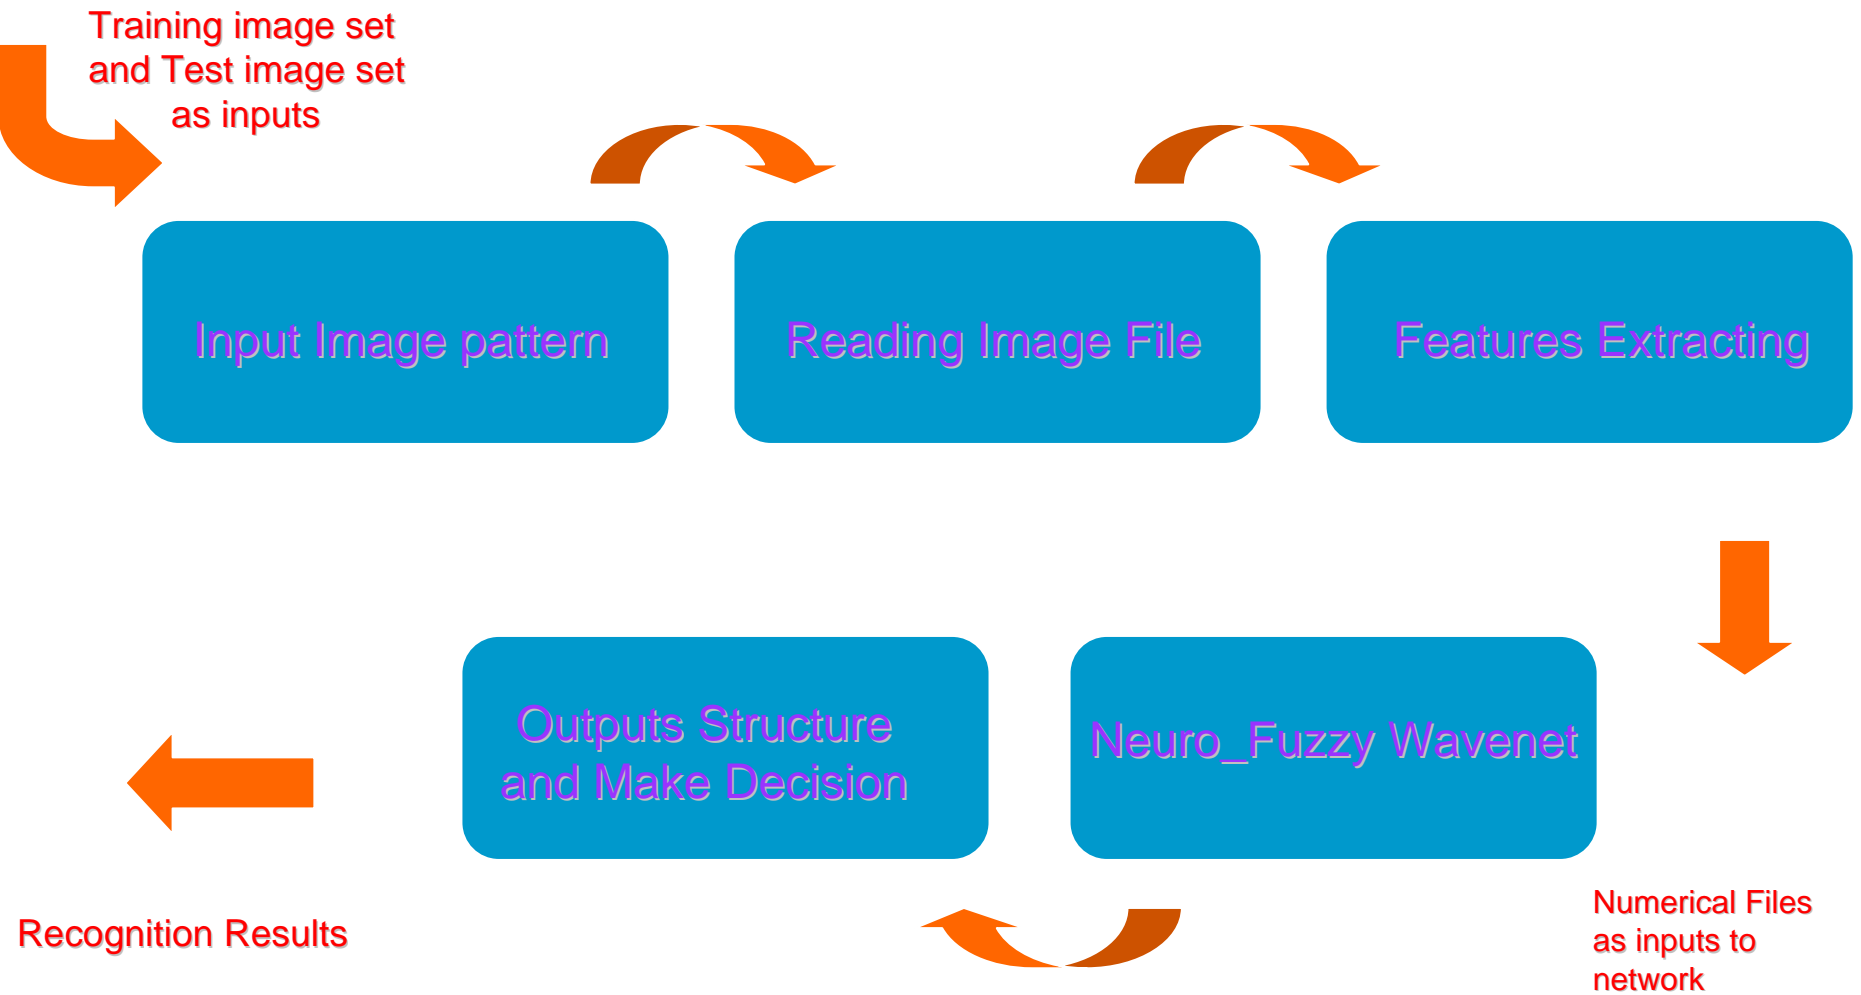 Training image set
and Test image set
as inputs
Input Image pattern
Reading Image File
Features Extracting
Outputs Structure
and Make Decision
Neuro_Fuzzy Wavenet
Recognition Results
Numerical Files
as inputs to
network